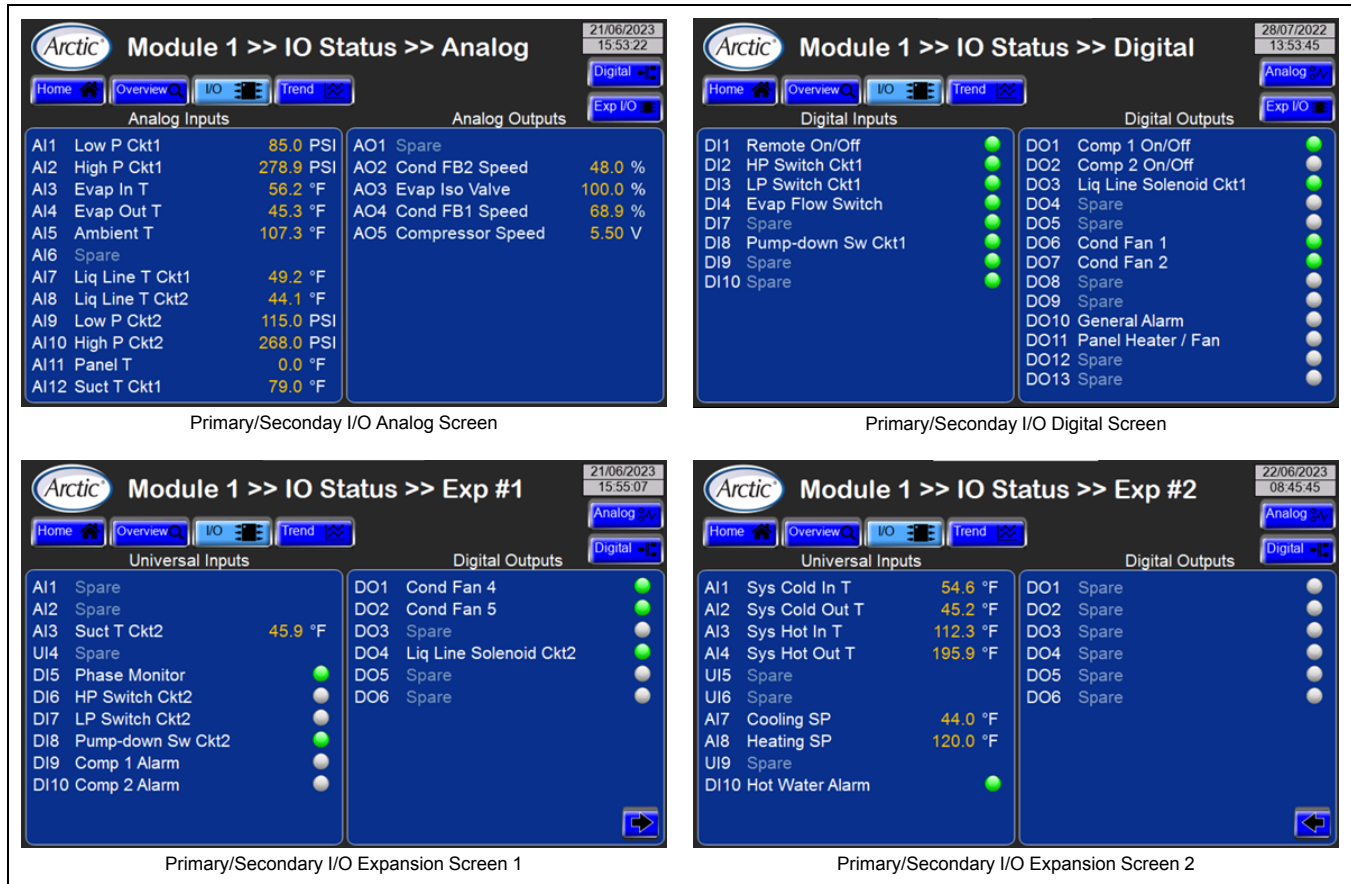 Arctic
Module 1 >> IO Status >> Analog
21/06/2023
15:53:22
Digital
Home
Overview
I/O
Trend
Exp I/O
Analog Inputs
Analog Outputs
AI1 Low P Ckt1 85.0 PSI
AI2 High P Ckt1 278.9 PSI
AI3 Evap In T 56.2 °F
AI4 Evap Out T 45.3 °F
AI5 Ambient T 107.3 °F
AI6 Spare
AI7 Liq Line T Ckt1 49.2 °F
AI8 Liq Line T Ckt2 44.1 °F
AI9 Low P Ckt2 115.0 PSI
AI10 High P Ckt2 268.0 PSI
AI11 Panel T 0.0 °F
AI12 Suct T Ckt1 79.0 °F
AO1 Spare
AO2 Cond FB2 Speed 48.0 %
AO3 Evap Iso Valve 100.0 %
AO4 Cond FB1 Speed 68.9 %
AO5 Compressor Speed 5.50 V
Primary/Seconday I/O Analog Screen
Arctic
Module 1 >> IO Status >> Digital
28/07/2022
13:53:45
Analog
Home
Overview
I/O
Trend
Exp I/O
Digital Inputs
Digital Outputs
DI1 Remote On/Off
DI2 HP Switch Ckt1
DI3 LP Switch Ckt1
DI4 Evap Flow Switch
DI7 Spare
DI8 Pump-down Sw Ckt1
DI9 Spare
DI10 Spare
DO1 Comp 1 On/Off
DO2 Comp 2 On/Off
DO3 Liq Line Solenoid Ckt1
DO4 Spare
DO5 Spare
DO6 Cond Fan 1
DO7 Cond Fan 2
DO8 Spare
DO9 Spare
DO10 General Alarm
DO11 Panel Heater / Fan
DO12 Spare
DO13 Spare
Primary/Seconday I/O Digital Screen
Arctic
Module 1 >> IO Status >> Exp #1
21/06/2023
15:55:07
Analog
Home
Overview
I/O
Trend
Digital
Universal Inputs
Digital Outputs
AI1 Spare
AI2 Spare
AI3 Suct T Ckt2 45.9 °F
UI4 Spare
DI5 Phase Monitor
DI6 HP Switch Ckt2
DI7 LP Switch Ckt2
DI8 Pump-down Sw Ckt2
DI9 Comp 1 Alarm
DI10 Comp 2 Alarm
DO1 Cond Fan 4
DO2 Cond Fan 5
DO3 Spare
DO4 Liq Line Solenoid Ckt2
DO5 Spare
DO6 Spare
Primary/Secondary I/O Expansion Screen 1
Arctic
Module 1 >> IO Status >> Exp #2
22/06/2023
08:45:45
Analog
Home
Overview
I/O
Trend
Digital
Universal Inputs
Digital Outputs
AI1 Sys Cold In T 54.6 °F
AI2 Sys Cold Out T 45.2 °F
AI3 Sys Hot In T 112.3 °F
AI4 Sys Hot Out T 195.9 °F
UI5 Spare
UI6 Spare
AI7 Cooling SP 44.0 °F
AI8 Heating SP 120.0 °F
UI9 Spare
DI10 Hot Water Alarm
DO1 Spare
DO2 Spare
DO3 Spare
DO4 Spare
DO5 Spare
DO6 Spare
Primary/Secondary I/O Expansion Screen 2